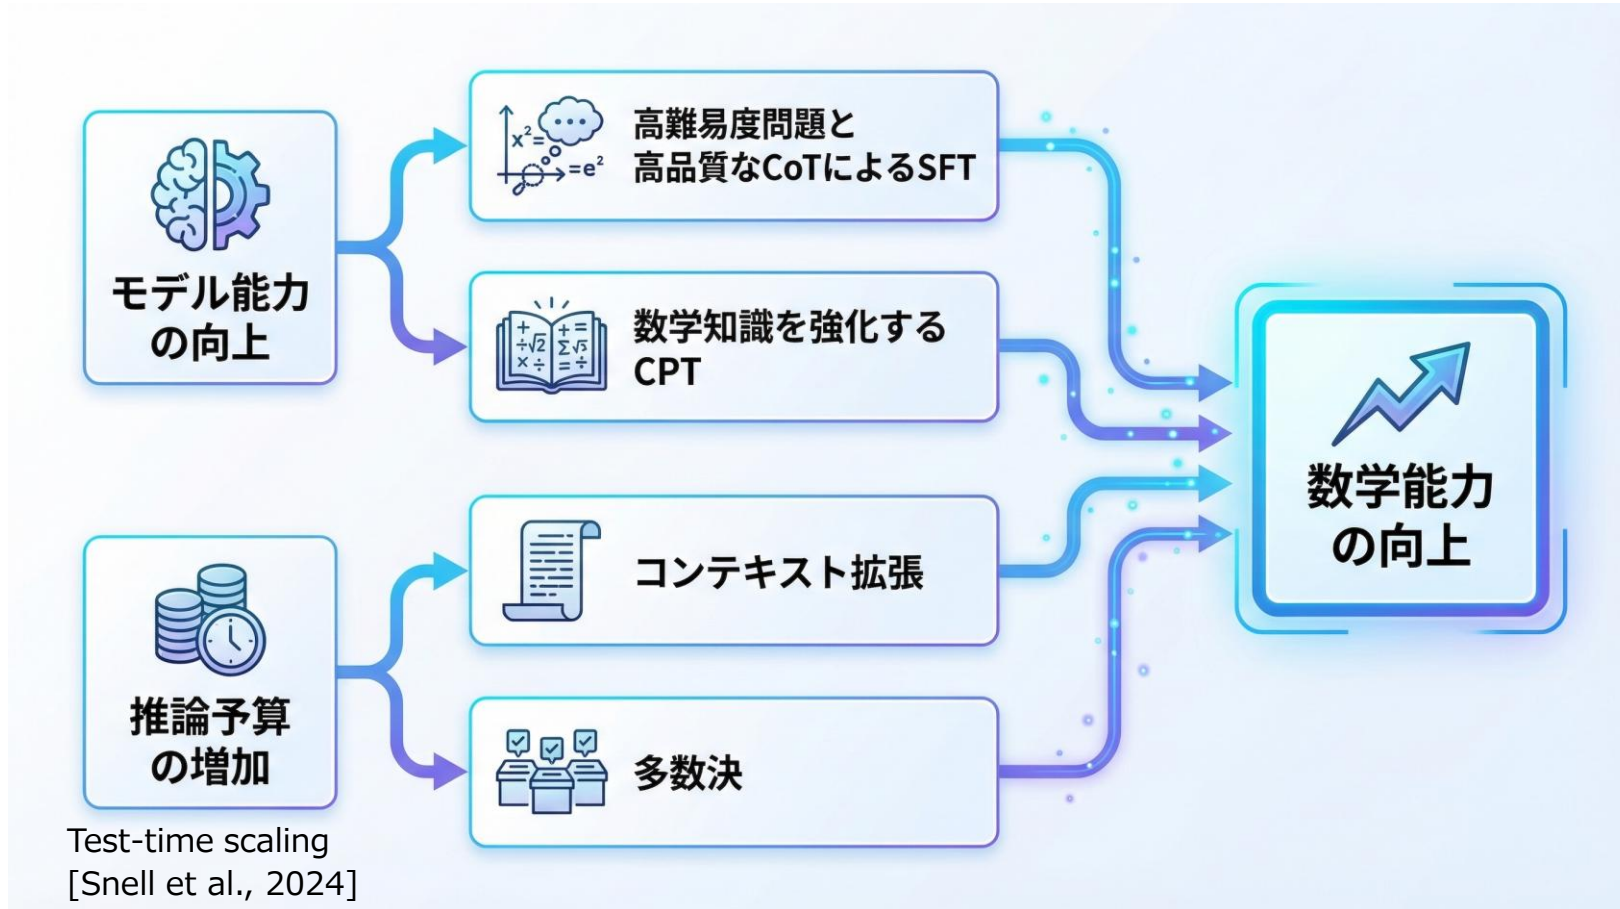 モデル能力
の向上
x²=
=e²
高難易度問題と
高品質なCoTによるSFT
数学知識を強化する
CPT
推論予算
の増加
Test-time scaling
[Snell et al., 2024]
コンテキスト拡張
多数決
数学能力
の向上